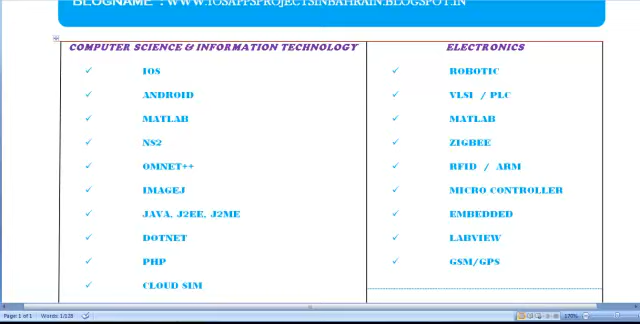 BLOGNAME : WWW.IOSAPPSPROJECTSINBAHRAIN.BLOGSPOT.IN
COMPUTER SCIENCE & INFORMATION TECHNOLOGY
IOS
ANDROID
MATLAB
NS2
OMNET++
IMAGEJ
JAVA, J2EE, J2ME
DOTNET
PHP
CLOUD SIM
ELECTRONICS
ROBOTIC
VLSI / PLC
MATLAB
ZIGBEE
RFID / ARM
MICRO CONTROLLER
EMBEDDED
LABVIEW
GSM/GPS
Page: 1 of 1 Words: 1/128 170%